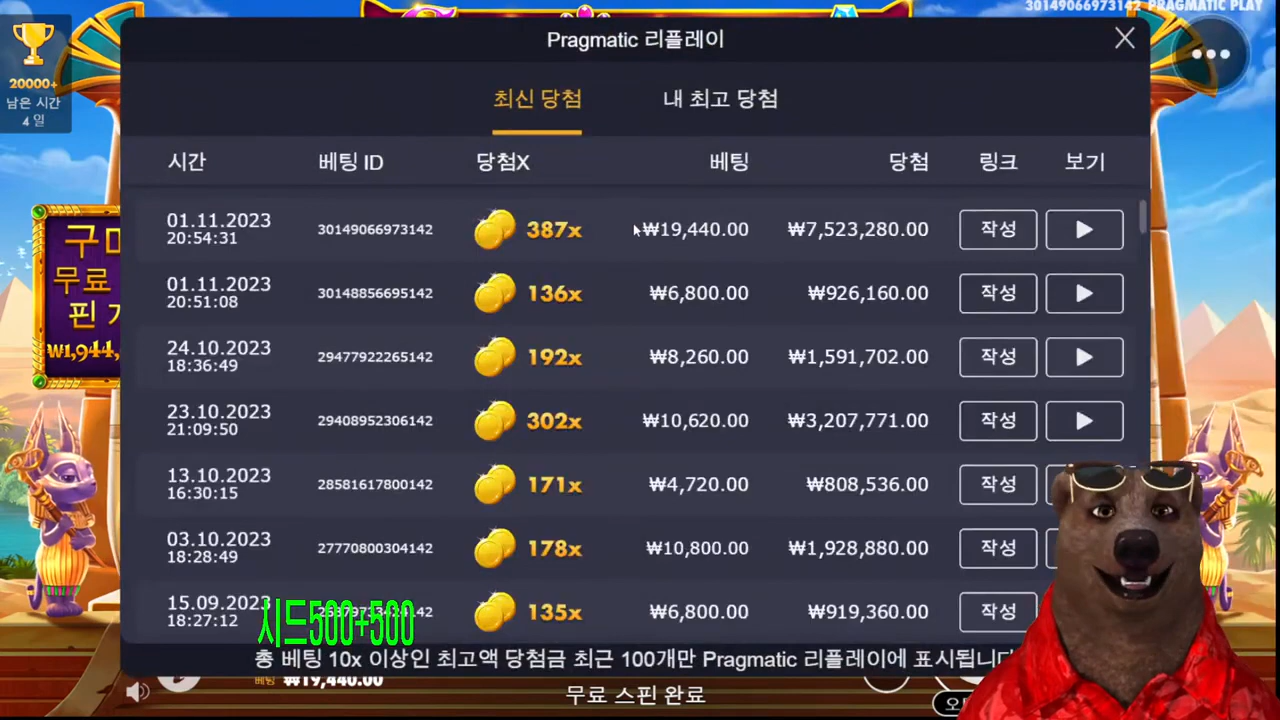 30149066973142 PRAGMATIC PLAY
20000+
남은 시간
4 일
Pragmatic 리플레이
최신 당첨 내 최고 당첨
시간 베팅 ID 당첨X 베팅 당첨 링크 보기
01.11.2023 20:54:31 30149066973142 387x ₩19,440.00 ₩7,523,280.00 작성
01.11.2023 20:51:08 30148856695142 136x ₩6,800.00 ₩926,160.00 작성
24.10.2023 18:36:49 29477922265142 192x ₩8,260.00 ₩1,591,702.00 작성
23.10.2023 21:09:50 29408952306142 302x ₩10,620.00 ₩3,207,771.00 작성
13.10.2023 16:30:15 28581617800142 171x ₩4,720.00 ₩808,536.00 작성
03.10.2023 18:28:49 27770800304142 178x ₩10,800.00 ₩1,928,880.00 작성
15.09.2023 18:27:12 135x ₩6,800.00 ₩919,360.00 작성
무료
핀
₩1,944,
시드500+500
총 베팅 10x 이상인 최고액 당첨금 최근 100개만 Pragmatic 리플레이에 표시됩니다
베팅 ₩19,440.00
무료 스핀 완료